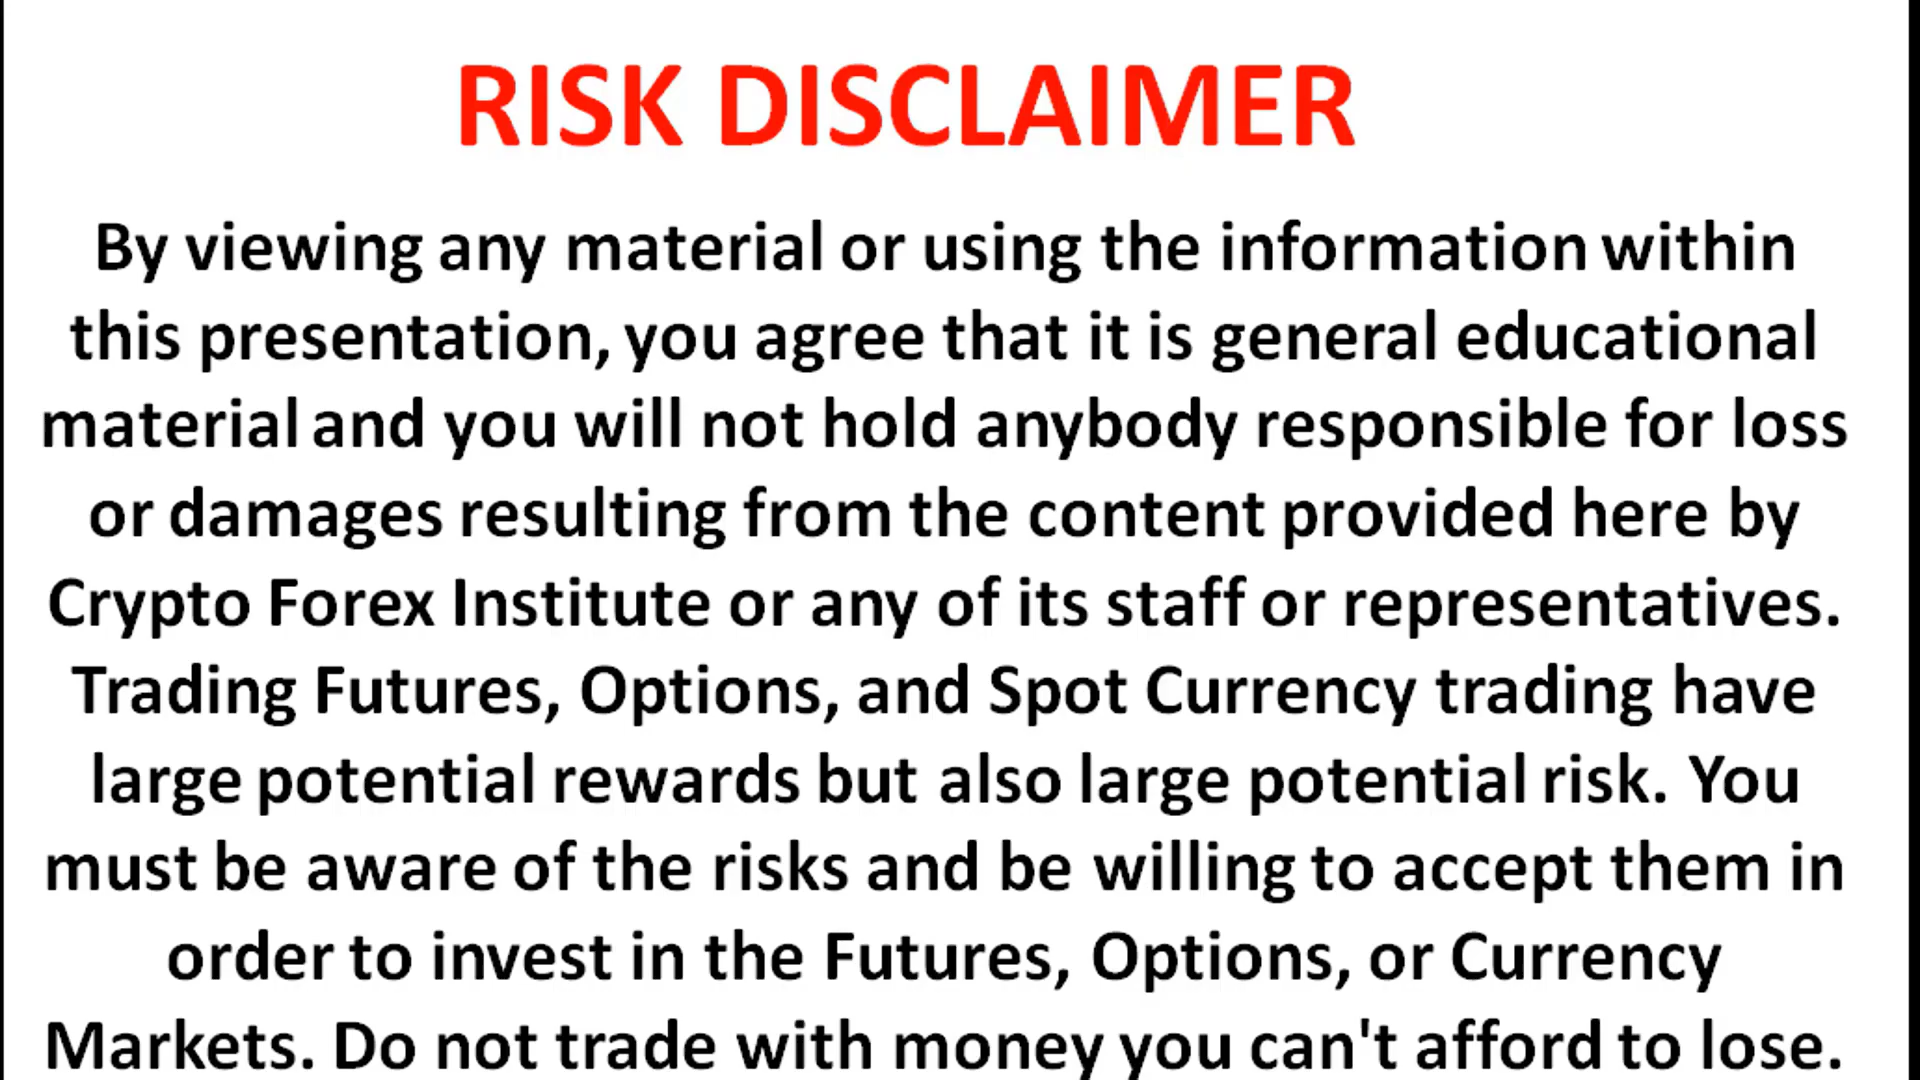 RISK DISCLAIMER
By viewing any material or using the information within
this presentation, you agree that it is general educational
material and you will not hold anybody responsible for loss
or damages resulting from the content provided here by
Crypto Forex Institute or any of its staff or representatives.
Trading Futures, Options, and Spot Currency trading have
large potential rewards but also large potential risk. You
must be aware of the risks and be willing to accept them in
order to invest in the Futures, Options, or Currency
Markets. Do not trade with money you can't afford to lose.